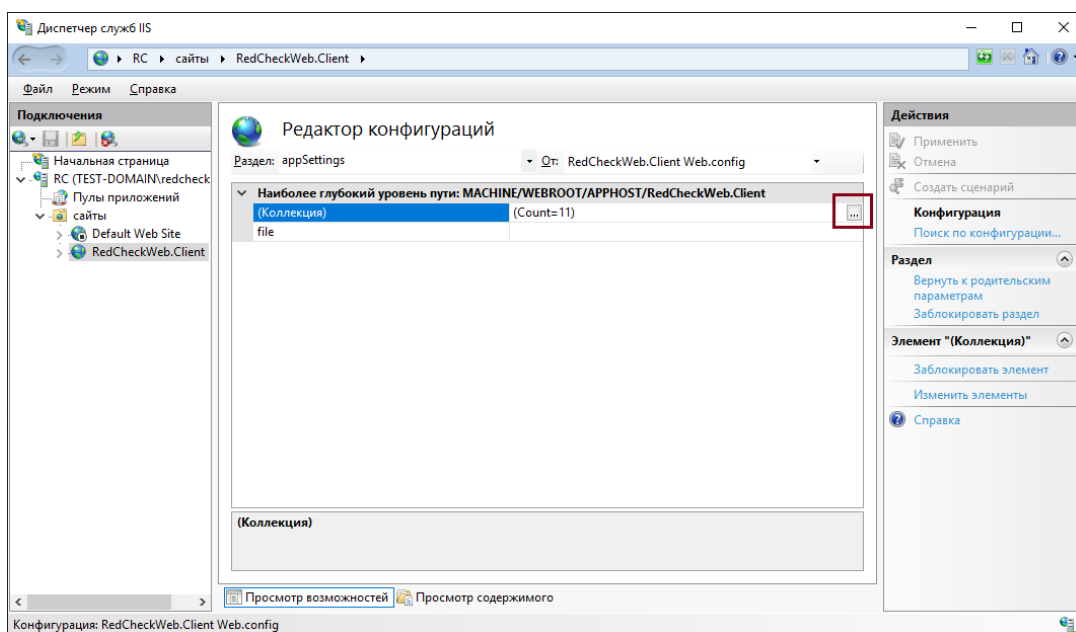 Диспетчер служб IIS
RC сайты RedCheckWeb.Client
Файл Режим Справка
Подключения
Начальная страница
RC (TEST-DOMAIN\redcheck
Пулы приложений
сайты
Default Web Site
RedCheckWeb.Client
Редактор конфигураций
Раздел: appSettings От: RedCheckWeb.Client Web.config
Наиболее глубокий уровень пути: MACHINE/WEBROOT/APPHOST/RedCheckWeb.Client
(Коллекция) (Count=11) ...
file
(Коллекция)
Просмотр возможностей Просмотр содержимого
Действия
Применить
Отмена
Создать сценарий
Конфигурация
Поиск по конфигурации...
Раздел
Вернуть к родительским
параметрам
Заблокировать раздел
Элемент "(Коллекция)"
Заблокировать элемент
Изменить элементы
Справка
Конфигурация: RedCheckWeb.Client Web.config